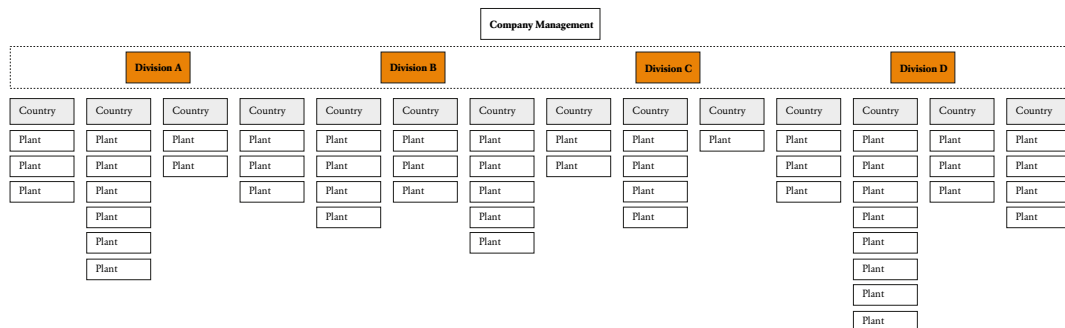 Company Management
Division A Division B Division C Division D
Country Country Country Country Country Country Country Country Country Country Country Country Country Country
Plant Plant Plant Plant Plant Plant Plant Plant Plant Plant Plant Plant Plant Plant
Plant Plant Plant Plant Plant Plant Plant Plant Plant Plant Plant Plant Plant
Plant Plant Plant Plant Plant Plant Plant Plant Plant Plant Plant
Plant Plant Plant Plant Plant Plant
Plant Plant Plant
Plant Plant
Plant
Plant